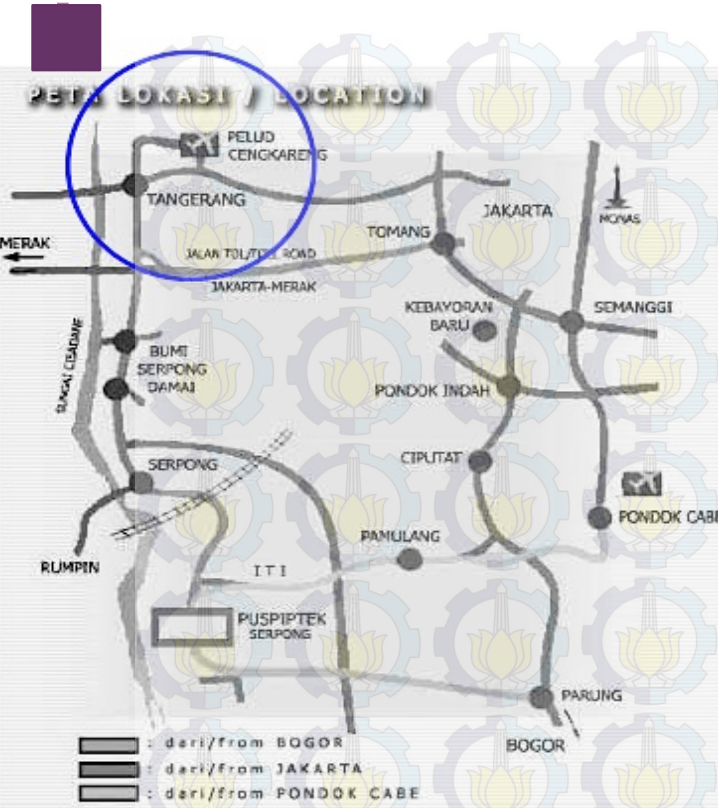 PETA LOKASI / LOCATION
PELUD
CENGKARENG
TANGERANG
JAKARTA
MONAS
TOMANG
MERAK
JALAN TOL/TOLL ROAD
JAKARTA-MERAK
KEBAYORAN
BARU
SEMANGGI
SUNGAI CISADANE
BUMI
SERPONG
DAMAI
PONDOK INDAH
SERPONG
CIPUTAT
PONDOK CABE
RUMPIN
PAMULANG
ITI
PUSPIPTEK
SERPONG
PARUNG
BOGOR
: dari/from BOGOR
: dari/from JAKARTA
: dari/from PONDOK CABE